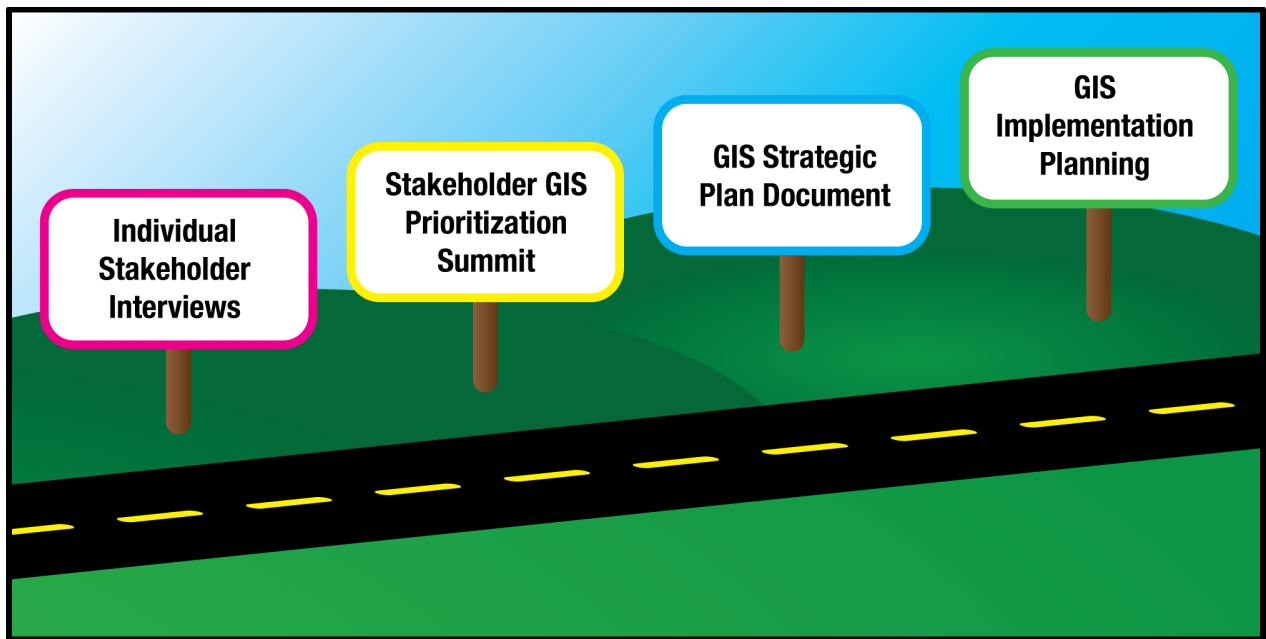 Individual
Stakeholder
Interviews
Stakeholder GIS
Prioritization
Summit
GIS Strategic
Plan Document
GIS
Implementation
Planning